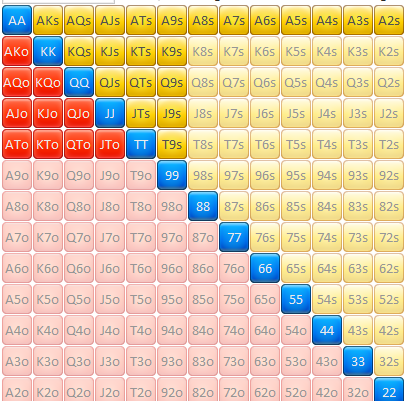 AA AKs AQs AJs ATs A9s A8s A7s A6s A5s A4s A3s A2s
AKo KK KQs KJs KTs K9s K8s K7s K6s K5s K4s K3s K2s
AQo KQo QQ QJs QTs Q9s Q8s Q7s Q6s Q5s Q4s Q3s Q2s
AJo KJo QJo JJ JTs J9s J8s J7s J6s J5s J4s J3s J2s
ATo KTo QTo JTo TT T9s T8s T7s T6s T5s T4s T3s T2s
A9o K9o Q9o J9o T9o 99 98s 97s 96s 95s 94s 93s 92s
A8o K8o Q8o J8o T8o 98o 88 87s 86s 85s 84s 83s 82s
A7o K7o Q7o J7o T7o 97o 87o 77 76s 75s 74s 73s 72s
A6o K6o Q6o J6o T6o 96o 86o 76o 66 65s 64s 63s 62s
A5o K5o Q5o J5o T5o 95o 85o 75o 65o 55 54s 53s 52s
A4o K4o Q4o J4o T4o 94o 84o 74o 64o 54o 44 43s 42s
A3o K3o Q3o J3o T3o 93o 83o 73o 63o 53o 43o 33 32s
A2o K2o Q2o J2o T2o 92o 82o 72o 62o 52o 42o 32o 22